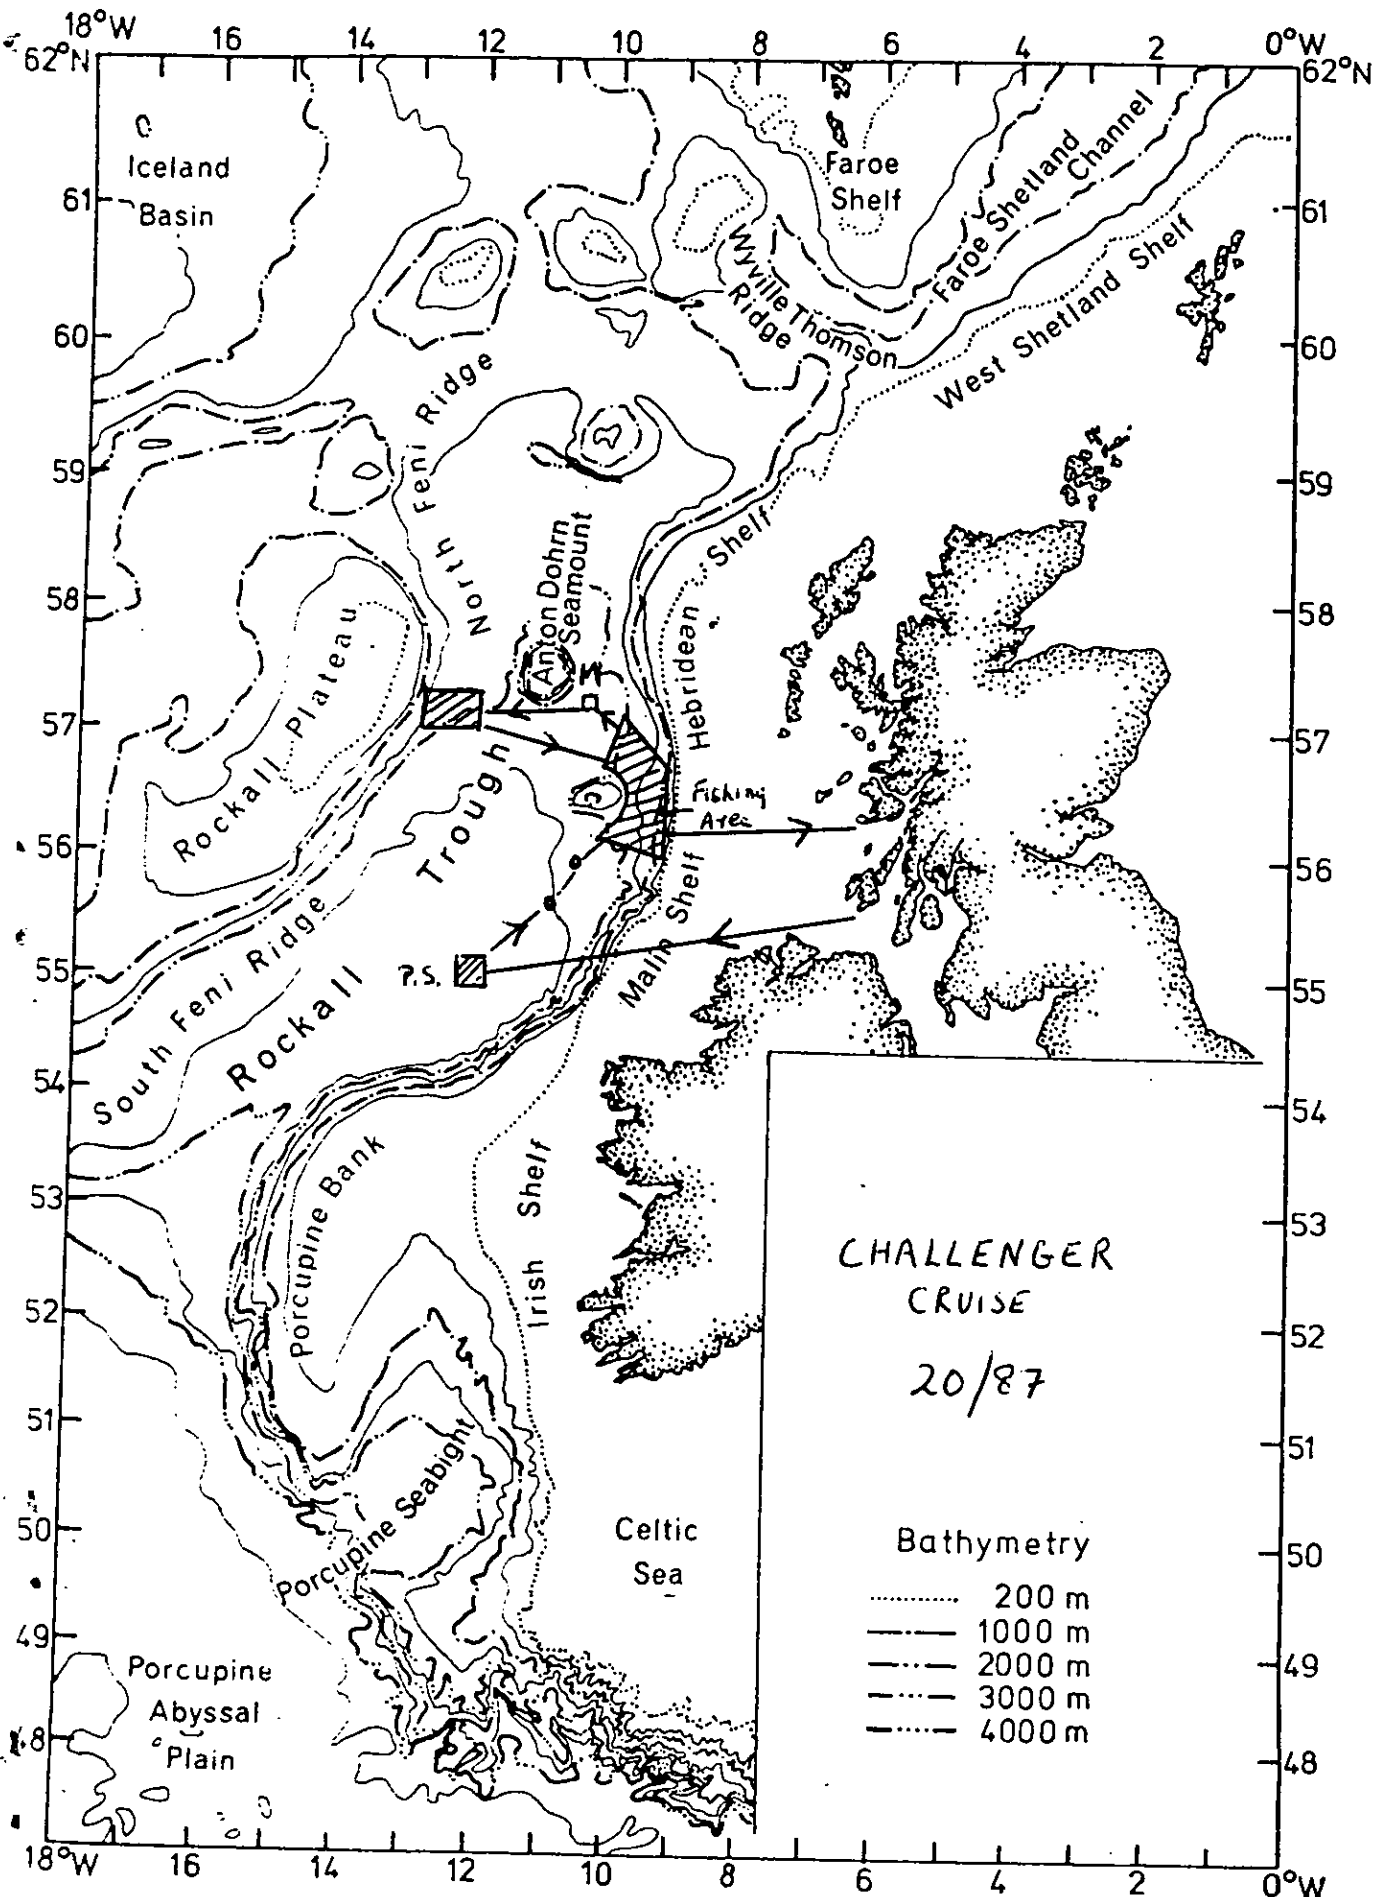 18°W 16 14 12 10 8 6 4 2 0°W
62°N 62°N
Iceland
Basin
Faroe
Shelf
Faroe Shetland
Channel
61 61
Wyville Thomson
Ridge
West Shetland Shelf
60 60
North Feni Ridge
59 59
Hebridean Shelf
Anton Dohrn
Seamount
58 58
M
Rockall Plateau
57 57
Fishing
Area
56 56
Rockall Trough
Malin Shelf
P.S.
South Feni Ridge
55 55
54 54
Porcupine Bank
Irish Shelf
53 53
CHALLENGER
CRUISE
20/87
52 52
51 51
Porcupine Seabight
Celtic
Sea
50 50
Bathymetry
200 m
1000 m
2000 m
3000 m
4000 m
49 49
Porcupine
Abyssal
Plain
48 48
18°W 16 14 12 10 8 6 4 2 0°W